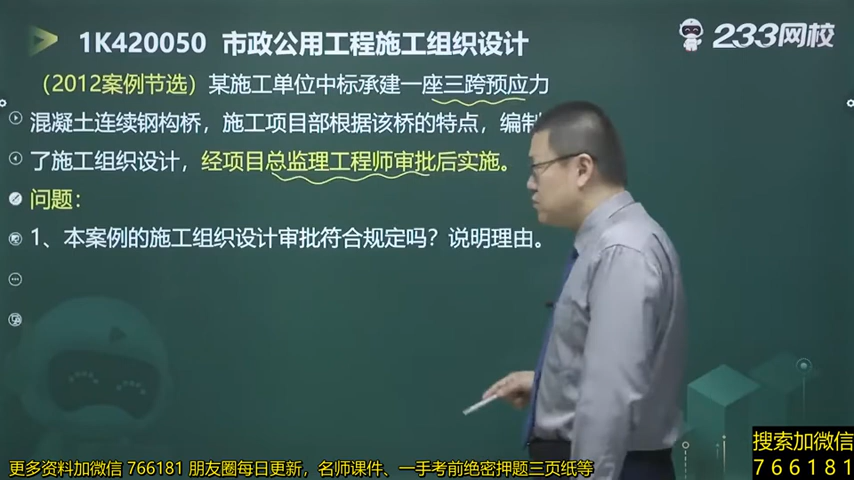 1K420050 市政公用工程施工组织设计
233网校
（2012案例节选）某施工单位中标承建一座三跨预应力
混凝土连续钢构桥，施工项目部根据该桥的特点，编制
了施工组织设计，经项目总监理工程师审批后实施。
问题：
1、本案例的施工组织设计审批符合规定吗？说明理由。
搜索加微信
766181
更多资料加微信 766181 朋友圈每日更新，名师课件、一手考前绝密押题三页纸等